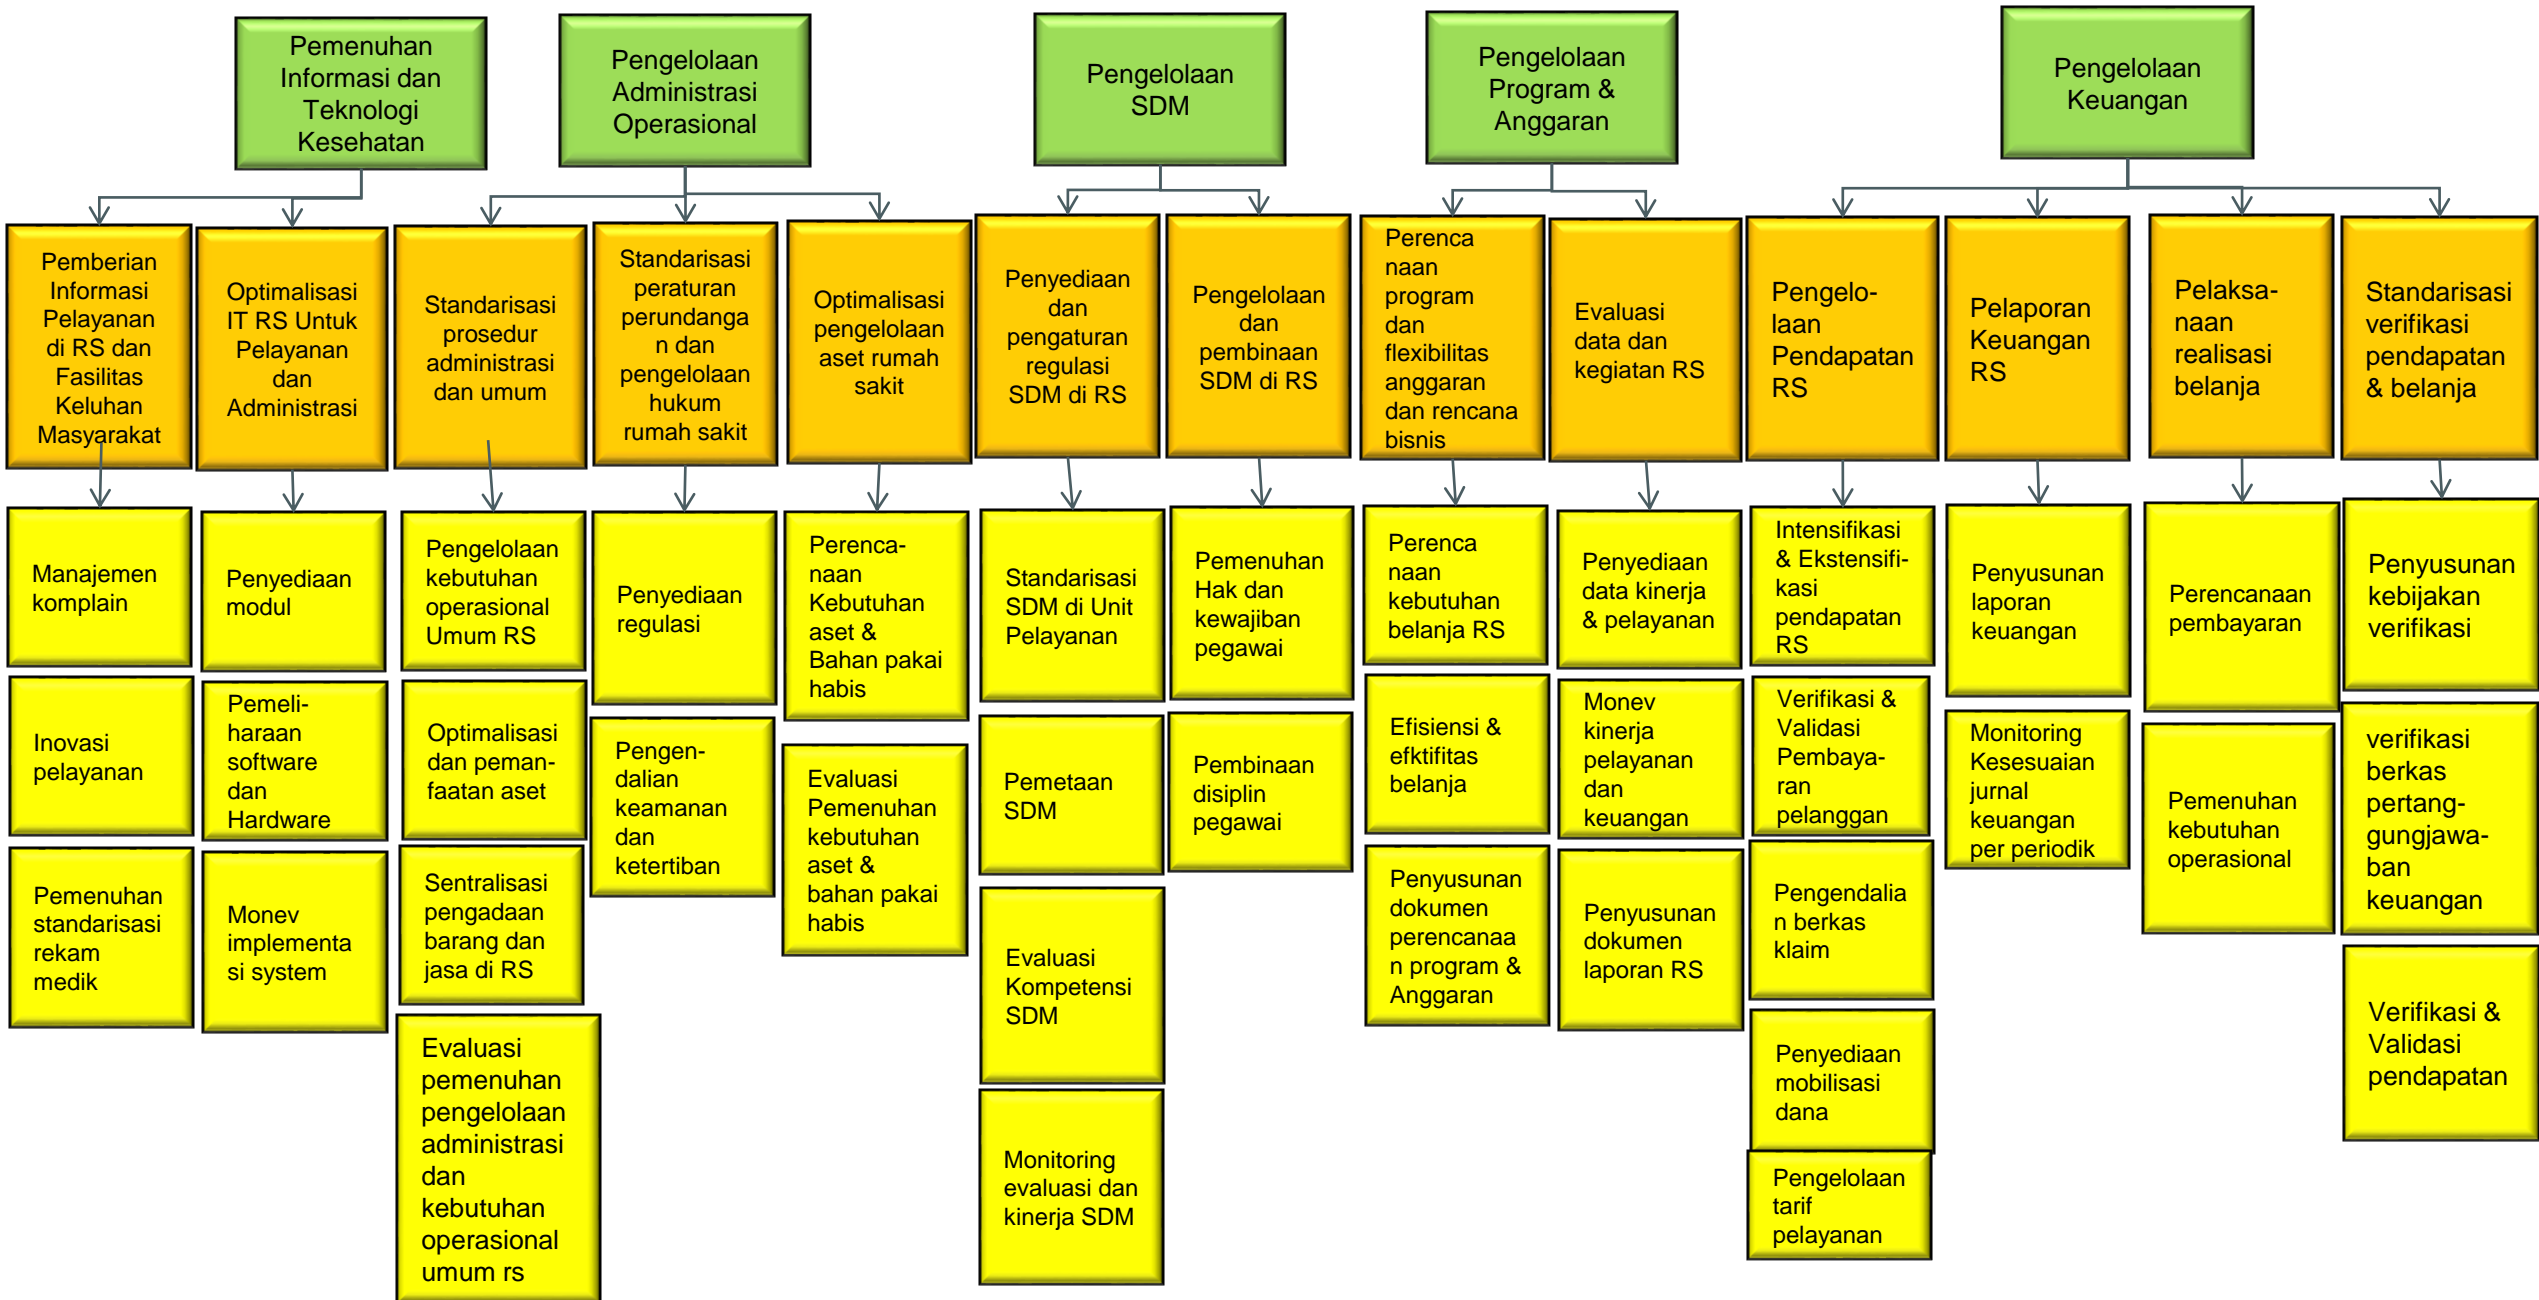 Pemenuhan
Informasi dan
Teknologi
Kesehatan
Pengelolaan
Administrasi
Operasional
Pengelolaan
SDM
Pengelolaan
Program &
Anggaran
Pengelolaan
Keuangan
Pemberian
Informasi
Pelayanan
di RS dan
Fasilitas
Keluhan
Masyarakat
Optimalisasi
IT RS Untuk
Pelayanan
dan
Administrasi
Standarisasi
prosedur
administrasi
dan umum
Standarisasi
peraturan
perundanga
n dan
pengelolaan
hukum
rumah sakit
Optimalisasi
pengelolaan
aset rumah
sakit
Penyediaan
dan
pengaturan
regulasi
SDM di RS
Pengelolaan
dan
pembinaan
SDM di RS
Perenca
naan
program
dan
flexibilitas
anggaran
dan rencana
bisnis
Evaluasi
data dan
kegiatan RS
Pengelo-
laan
Pendapatan
RS
Pelaporan
Keuangan
RS
Pelaksa-
naan
realisasi
belanja
Standarisasi
verifikasi
pendapatan
& belanja
Manajemen
komplain
Inovasi
pelayanan
Pemenuhan
standarisasi
rekam
medik
Penyediaan
modul
Pemeli-
haraan
software
dan
Hardware
Monev
implementa
si system
Pengelolaan
kebutuhan
operasional
Umum RS
Optimalisasi
dan peman-
faatan aset
Sentralisasi
pengadaan
barang dan
jasa di RS
Evaluasi
pemenuhan
pengelolaan
administrasi
dan
kebutuhan
operasional
umum rs
Penyediaan
regulasi
Pengen-
dalian
keamanan
dan
ketertiban
Perenca-
naan
Kebutuhan
aset &
Bahan pakai
habis
Evaluasi
Pemenuhan
kebutuhan
aset &
bahan pakai
habis
Standarisasi
SDM di Unit
Pelayanan
Pemetaan
SDM
Evaluasi
Kompetensi
SDM
Monitoring
evaluasi dan
kinerja SDM
Pemenuhan
Hak dan
kewajiban
pegawai
Pembinaan
disiplin
pegawai
Perenca
naan
kebutuhan
belanja RS
Efisiensi &
efktifitas
belanja
Penyusunan
dokumen
perencanaa
n program &
Anggaran
Penyediaan
data kinerja
& pelayanan
Monev
kinerja
pelayanan
dan
keuangan
Penyusunan
dokumen
laporan RS
Intensifikasi
& Ekstensifi-
kasi
pendapatan
RS
Verifikasi &
Validasi
Pembaya-
ran
pelanggan
Pengendalia
n berkas
klaim
Penyediaan
mobilisasi
dana
Pengelolaan
tarif
pelayanan
Penyusunan
laporan
keuangan
Monitoring
Kesesuaian
jurnal
keuangan
per periodik
Perencanaan
pembayaran
Pemenuhan
kebutuhan
operasional
Penyusunan
kebijakan
verifikasi
verifikasi
berkas
pertang-
gungjawa-
ban
keuangan
Verifikasi &
Validasi
pendapatan